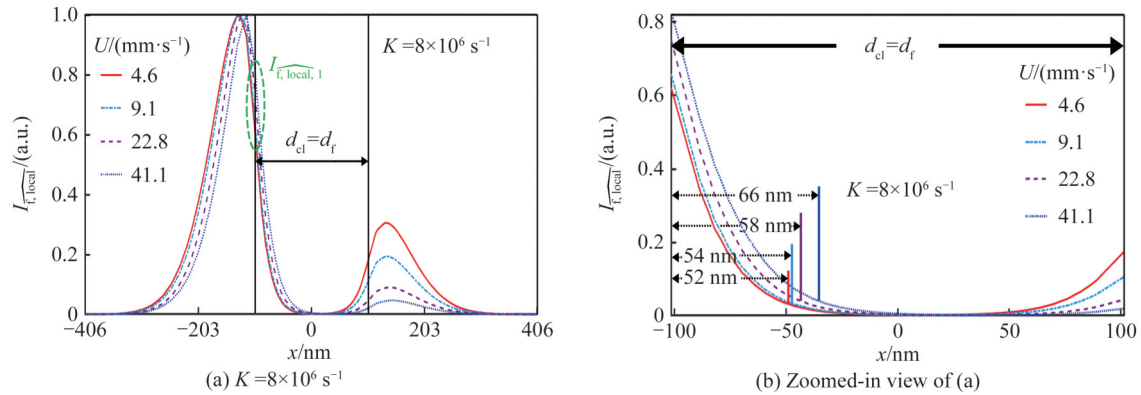 1.0
0.8
0.6
0.4
0.2
0
I_{f, local}/(a.u.)
U/(mm·s⁻¹)
4.6
9.1
22.8
41.1
I_{f, local, 1}
K=8×10⁶ s⁻¹
d_cl=d_f
−406 −203 0 203 406
x/nm
(a) K=8×10⁶ s⁻¹
0.8
0.6
0.4
0.2
0
I_{f, local}/(a.u.)
d_cl=d_f
U/(mm·s⁻¹)
4.6
9.1
22.8
41.1
K=8×10⁶ s⁻¹
66 nm
58 nm
54 nm
52 nm
−100 −50 0 50 100
x/nm
(b) Zoomed-in view of (a)